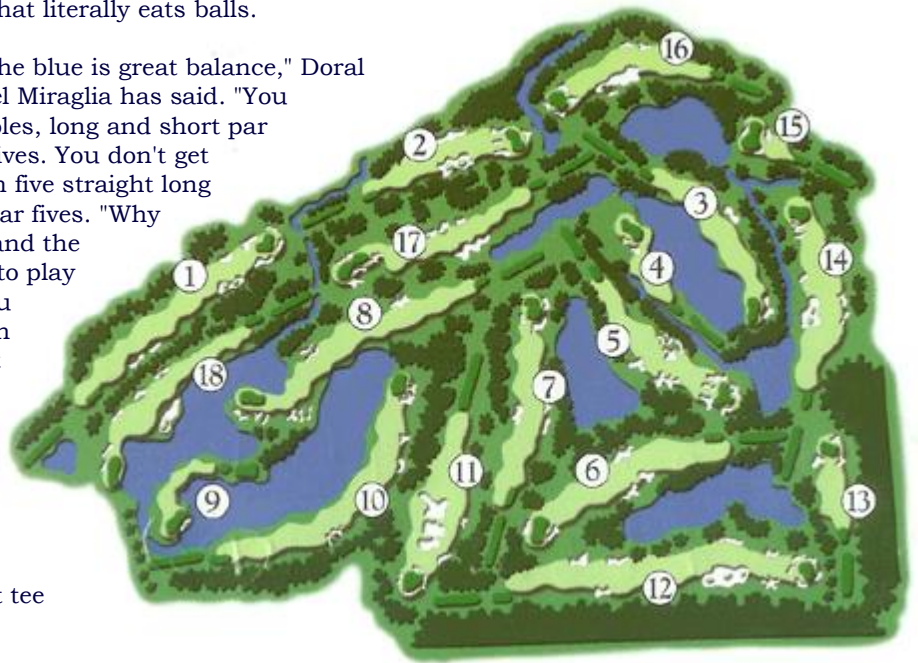 hat literally eats balls.
he blue is great balance," Doral
el Miraglia has said. "You
oles, long and short par
ives. You don't get
n five straight long
ar fives. "Why
and the
to play
u
n
t tee
16
15
2
3
17
1
4
14
8
5
18
7
11
6
9
10
13
12